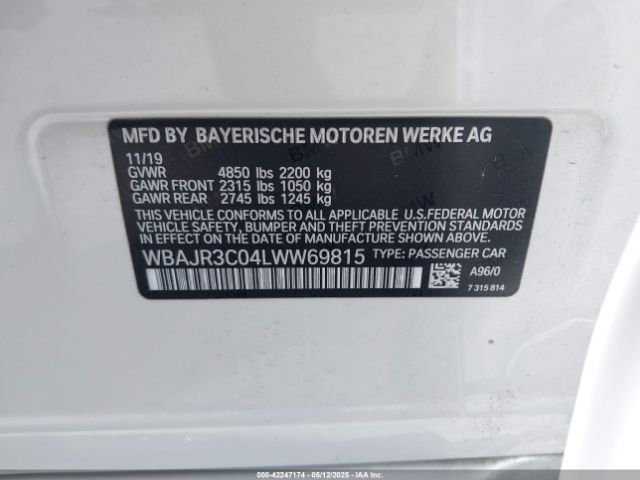 MFD BY BAYERISCHE MOTOREN WERKE AG
11/19
GVWR 4850 lbs 2200 kg
GAWR FRONT 2315 lbs 1050 kg
GAWR REAR 2745 lbs 1245 kg
THIS VEHICLE CONFORMS TO ALL APPLICABLE U.S.FEDERAL MOTOR
VEHICLE SAFETY, BUMPER AND THEFT PREVENTION STANDARDS
IN EFFECT ON THE DATE OF MANUFACTURE SHOWN ABOVE.
WBAJR3C04LWW69815 TYPE: PASSENGER CAR
A96/0
7 315 814
000-42247174 - 05/12/2025 - IAA Inc.